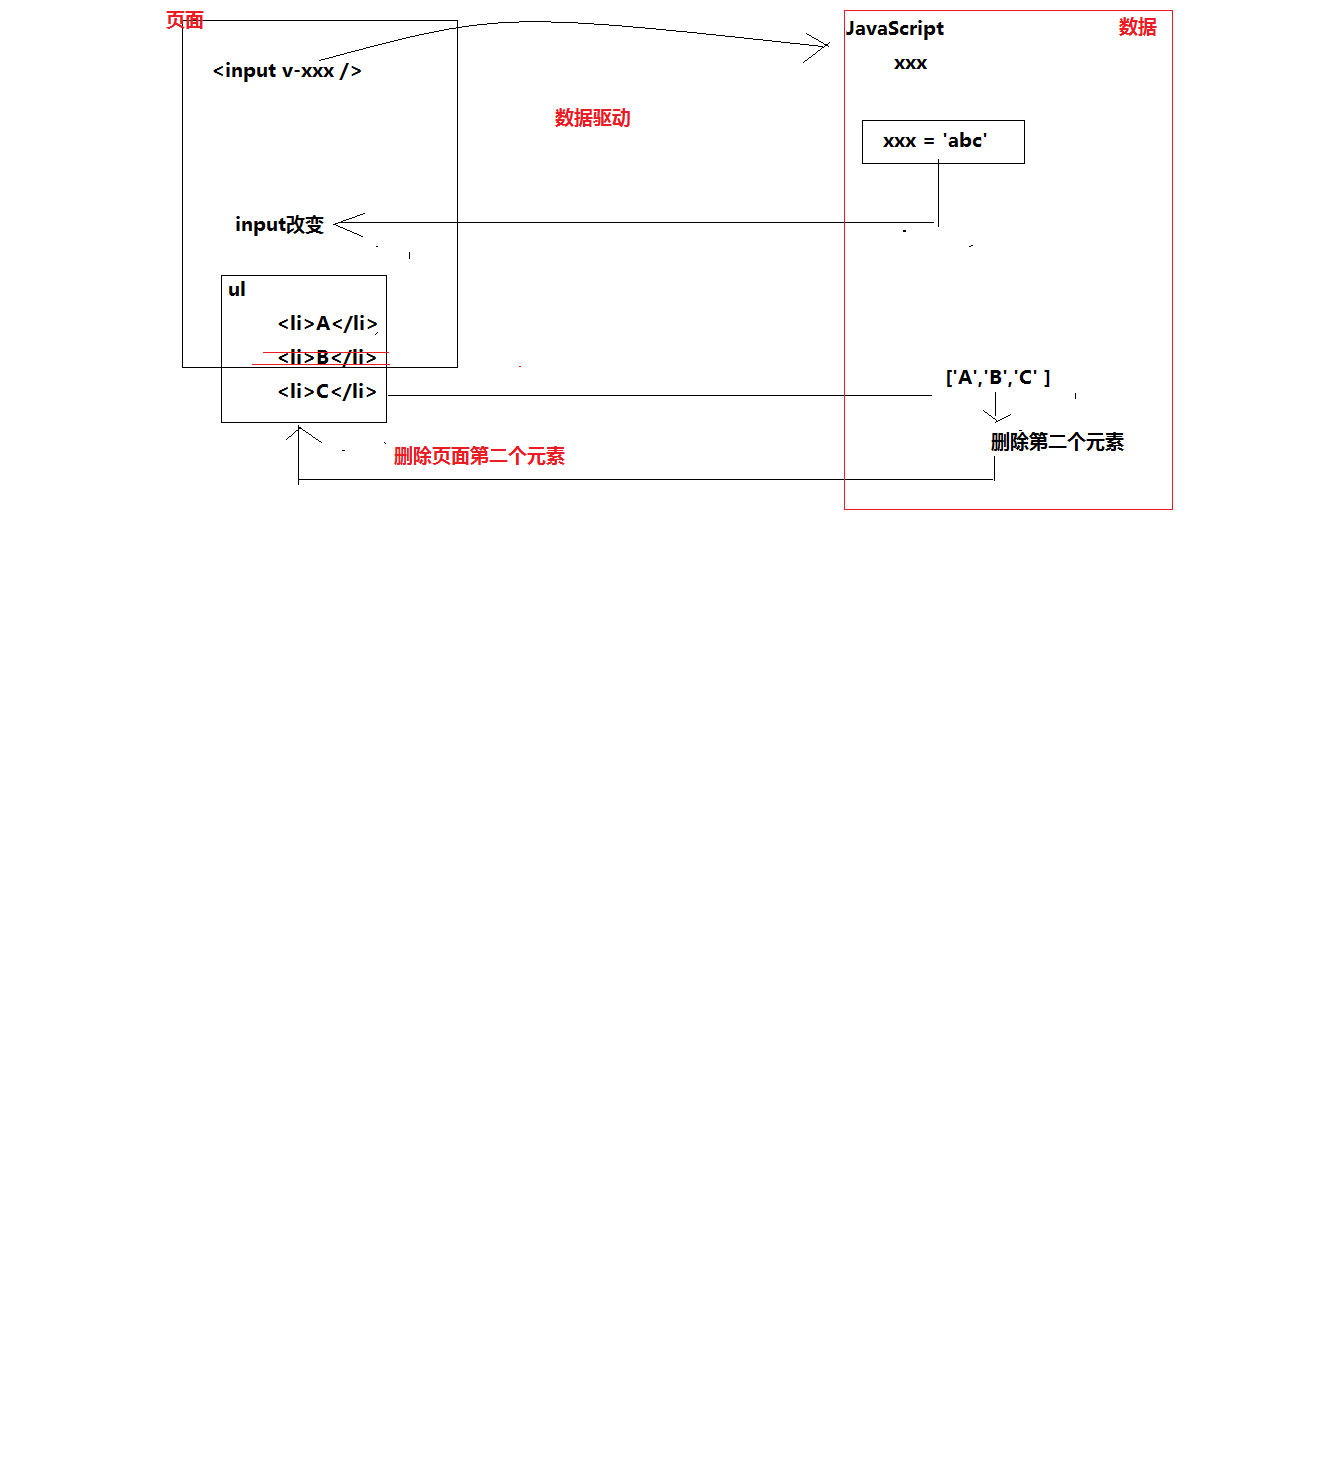 页面
<input v-xxx />
数据驱动
input改变
ul
<li>A</li>
<li>B</li>
<li>C</li>
删除页面第二个元素
JavaScript
数据
xxx
xxx = 'abc'
['A','B','C' ]
删除第二个元素